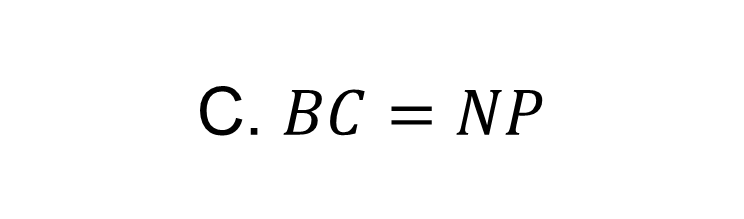 C. BC = NP